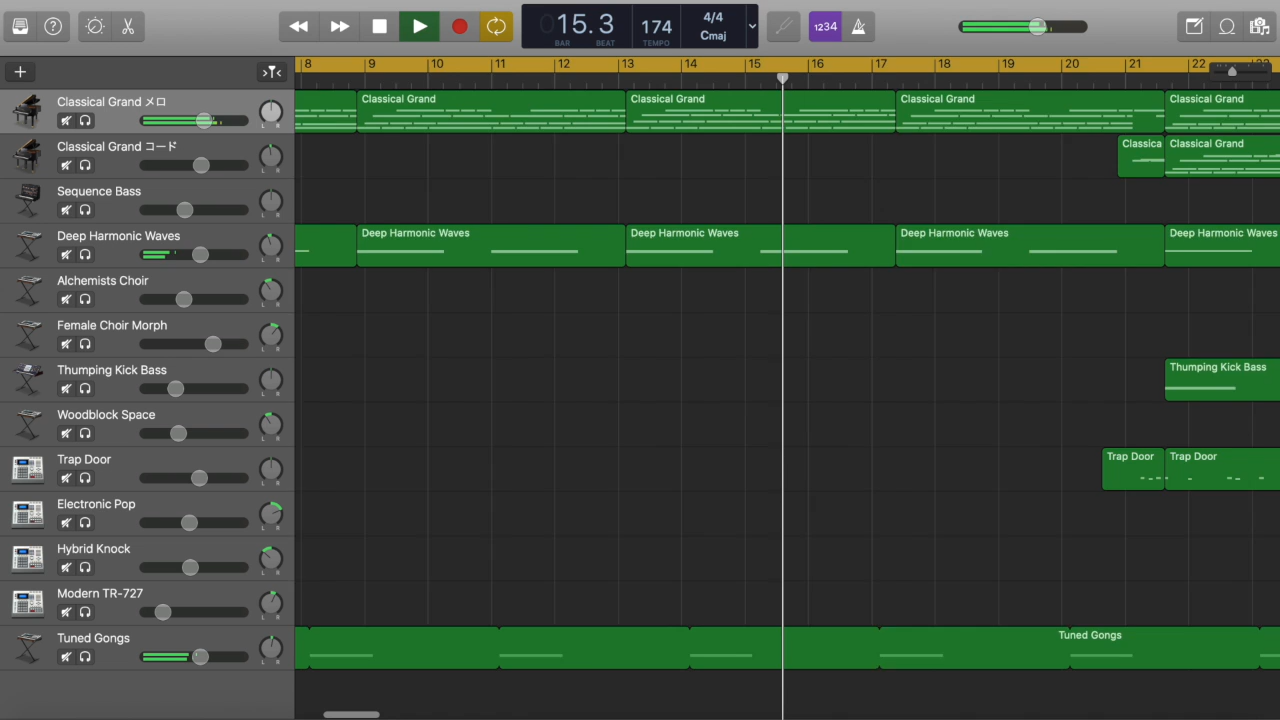 15.3
BAR BEAT
174
TEMPO
4/4
Cmaj
1234
8 9 10 11 12 13 14 15 16 17 18 19 20 21 22 23
Classical Grand メロ
L R
Classical Grand Classical Grand Classical Grand Classical Grand
Classical Grand コード
L R
Classica Classical Grand
Sequence Bass
L R
Deep Harmonic Waves
L R
Deep Harmonic Waves Deep Harmonic Waves Deep Harmonic Waves Deep Harmonic Waves
Alchemists Choir
L R
Female Choir Morph
L R
Thumping Kick Bass
L R
Thumping Kick Bass
Woodblock Space
L R
Trap Door
L R
Trap Door Trap Door
Electronic Pop
L R
Hybrid Knock
L R
Modern TR-727
L R
Tuned Gongs
L R
Tuned Gongs